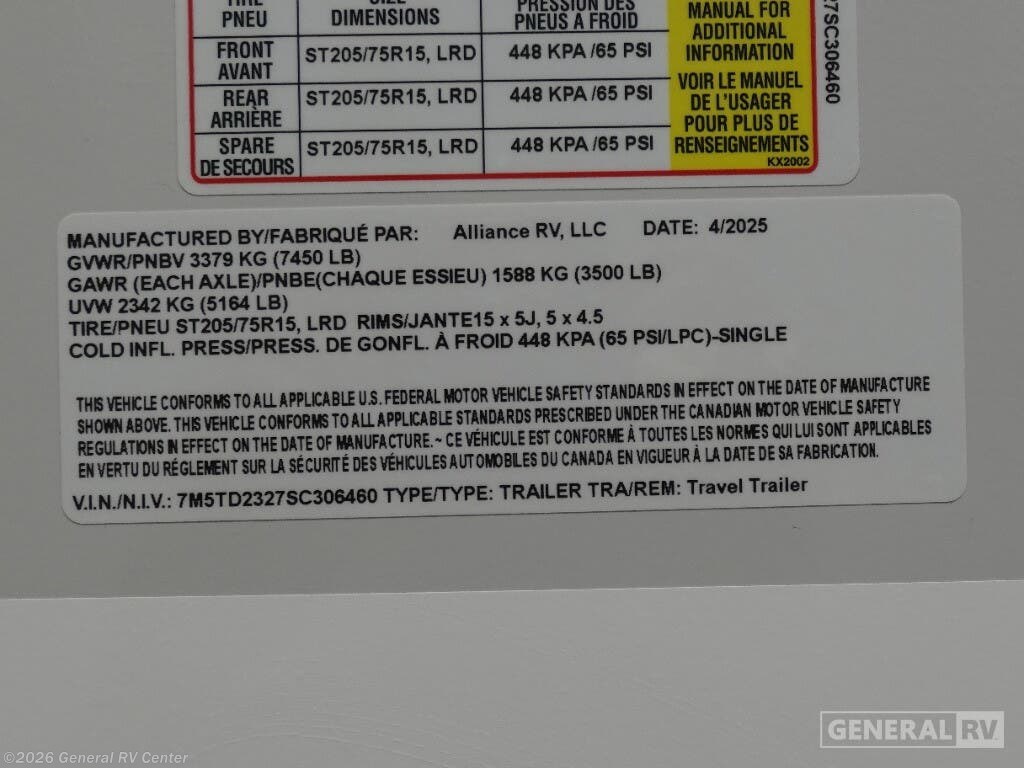 TIRE SIZE PRESSION DES
PNEU DIMENSIONS PNEUS A FROID
FRONT
AVANT ST205/75R15, LRD 448 KPA /65 PSI
REAR
ARRIÈRE ST205/75R15, LRD 448 KPA /65 PSI
SPARE
DE SECOURS ST205/75R15, LRD 448 KPA /65 PSI
MANUAL FOR
ADDITIONAL
INFORMATION
VOIR LE MANUEL
DE L'USAGER
POUR PLUS DE
RENSEIGNEMENTS
KX2002
27SC306460
MANUFACTURED BY/FABRIQUÉ PAR: Alliance RV, LLC DATE: 4/2025
GVWR/PNBV 3379 KG (7450 LB)
GAWR (EACH AXLE)/PNBE(CHAQUE ESSIEU) 1588 KG (3500 LB)
UVW 2342 KG (5164 LB)
TIRE/PNEU ST205/75R15, LRD RIMS/JANTE15 x 5J, 5 x 4.5
COLD INFL. PRESS/PRESS. DE GONFL. À FROID 448 KPA (65 PSI/LPC)-SINGLE
THIS VEHICLE CONFORMS TO ALL APPLICABLE U.S. FEDERAL MOTOR VEHICLE SAFETY STANDARDS IN EFFECT ON THE DATE OF MANUFACTURE
SHOWN ABOVE. THIS VEHICLE CONFORMS TO ALL APPLICABLE STANDARDS PRESCRIBED UNDER THE CANADIAN MOTOR VEHICLE SAFETY
REGULATIONS IN EFFECT ON THE DATE OF MANUFACTURE.~ CE VÉHICULE EST CONFORME À TOUTES LES NORMES QUI LUI SONT APPLICABLES
EN VERTU DU RÉGLEMENT SUR LA SÉCURITÉ DES VÉHICULES AUTOMOBILES DU CANADA EN VIGUEUR À LA DATE DE SA FABRICATION.
V.I.N./N.I.V.: 7M5TD2327SC306460 TYPE/TYPE: TRAILER TRA/REM: Travel Trailer
GENERAL RV
©2026 General RV Center